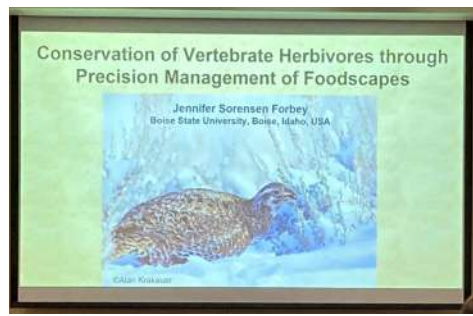 Conservation of Vertebrate Herbivores through
Precision Management of Foodscapes
Jennifer Sorensen Forbey
Boise State University, Boise, Idaho, USA
©Alan Krakauer